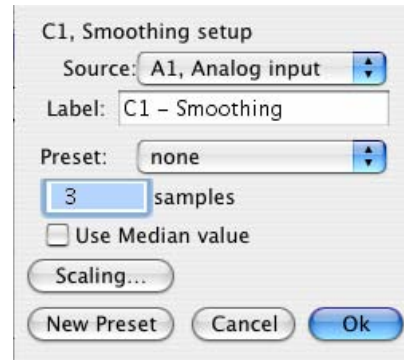 C1, Smoothing setup
Source: A1, Analog input
Label: C1 – Smoothing
Preset: none
3 samples
Use Median value
Scaling...
New Preset Cancel Ok